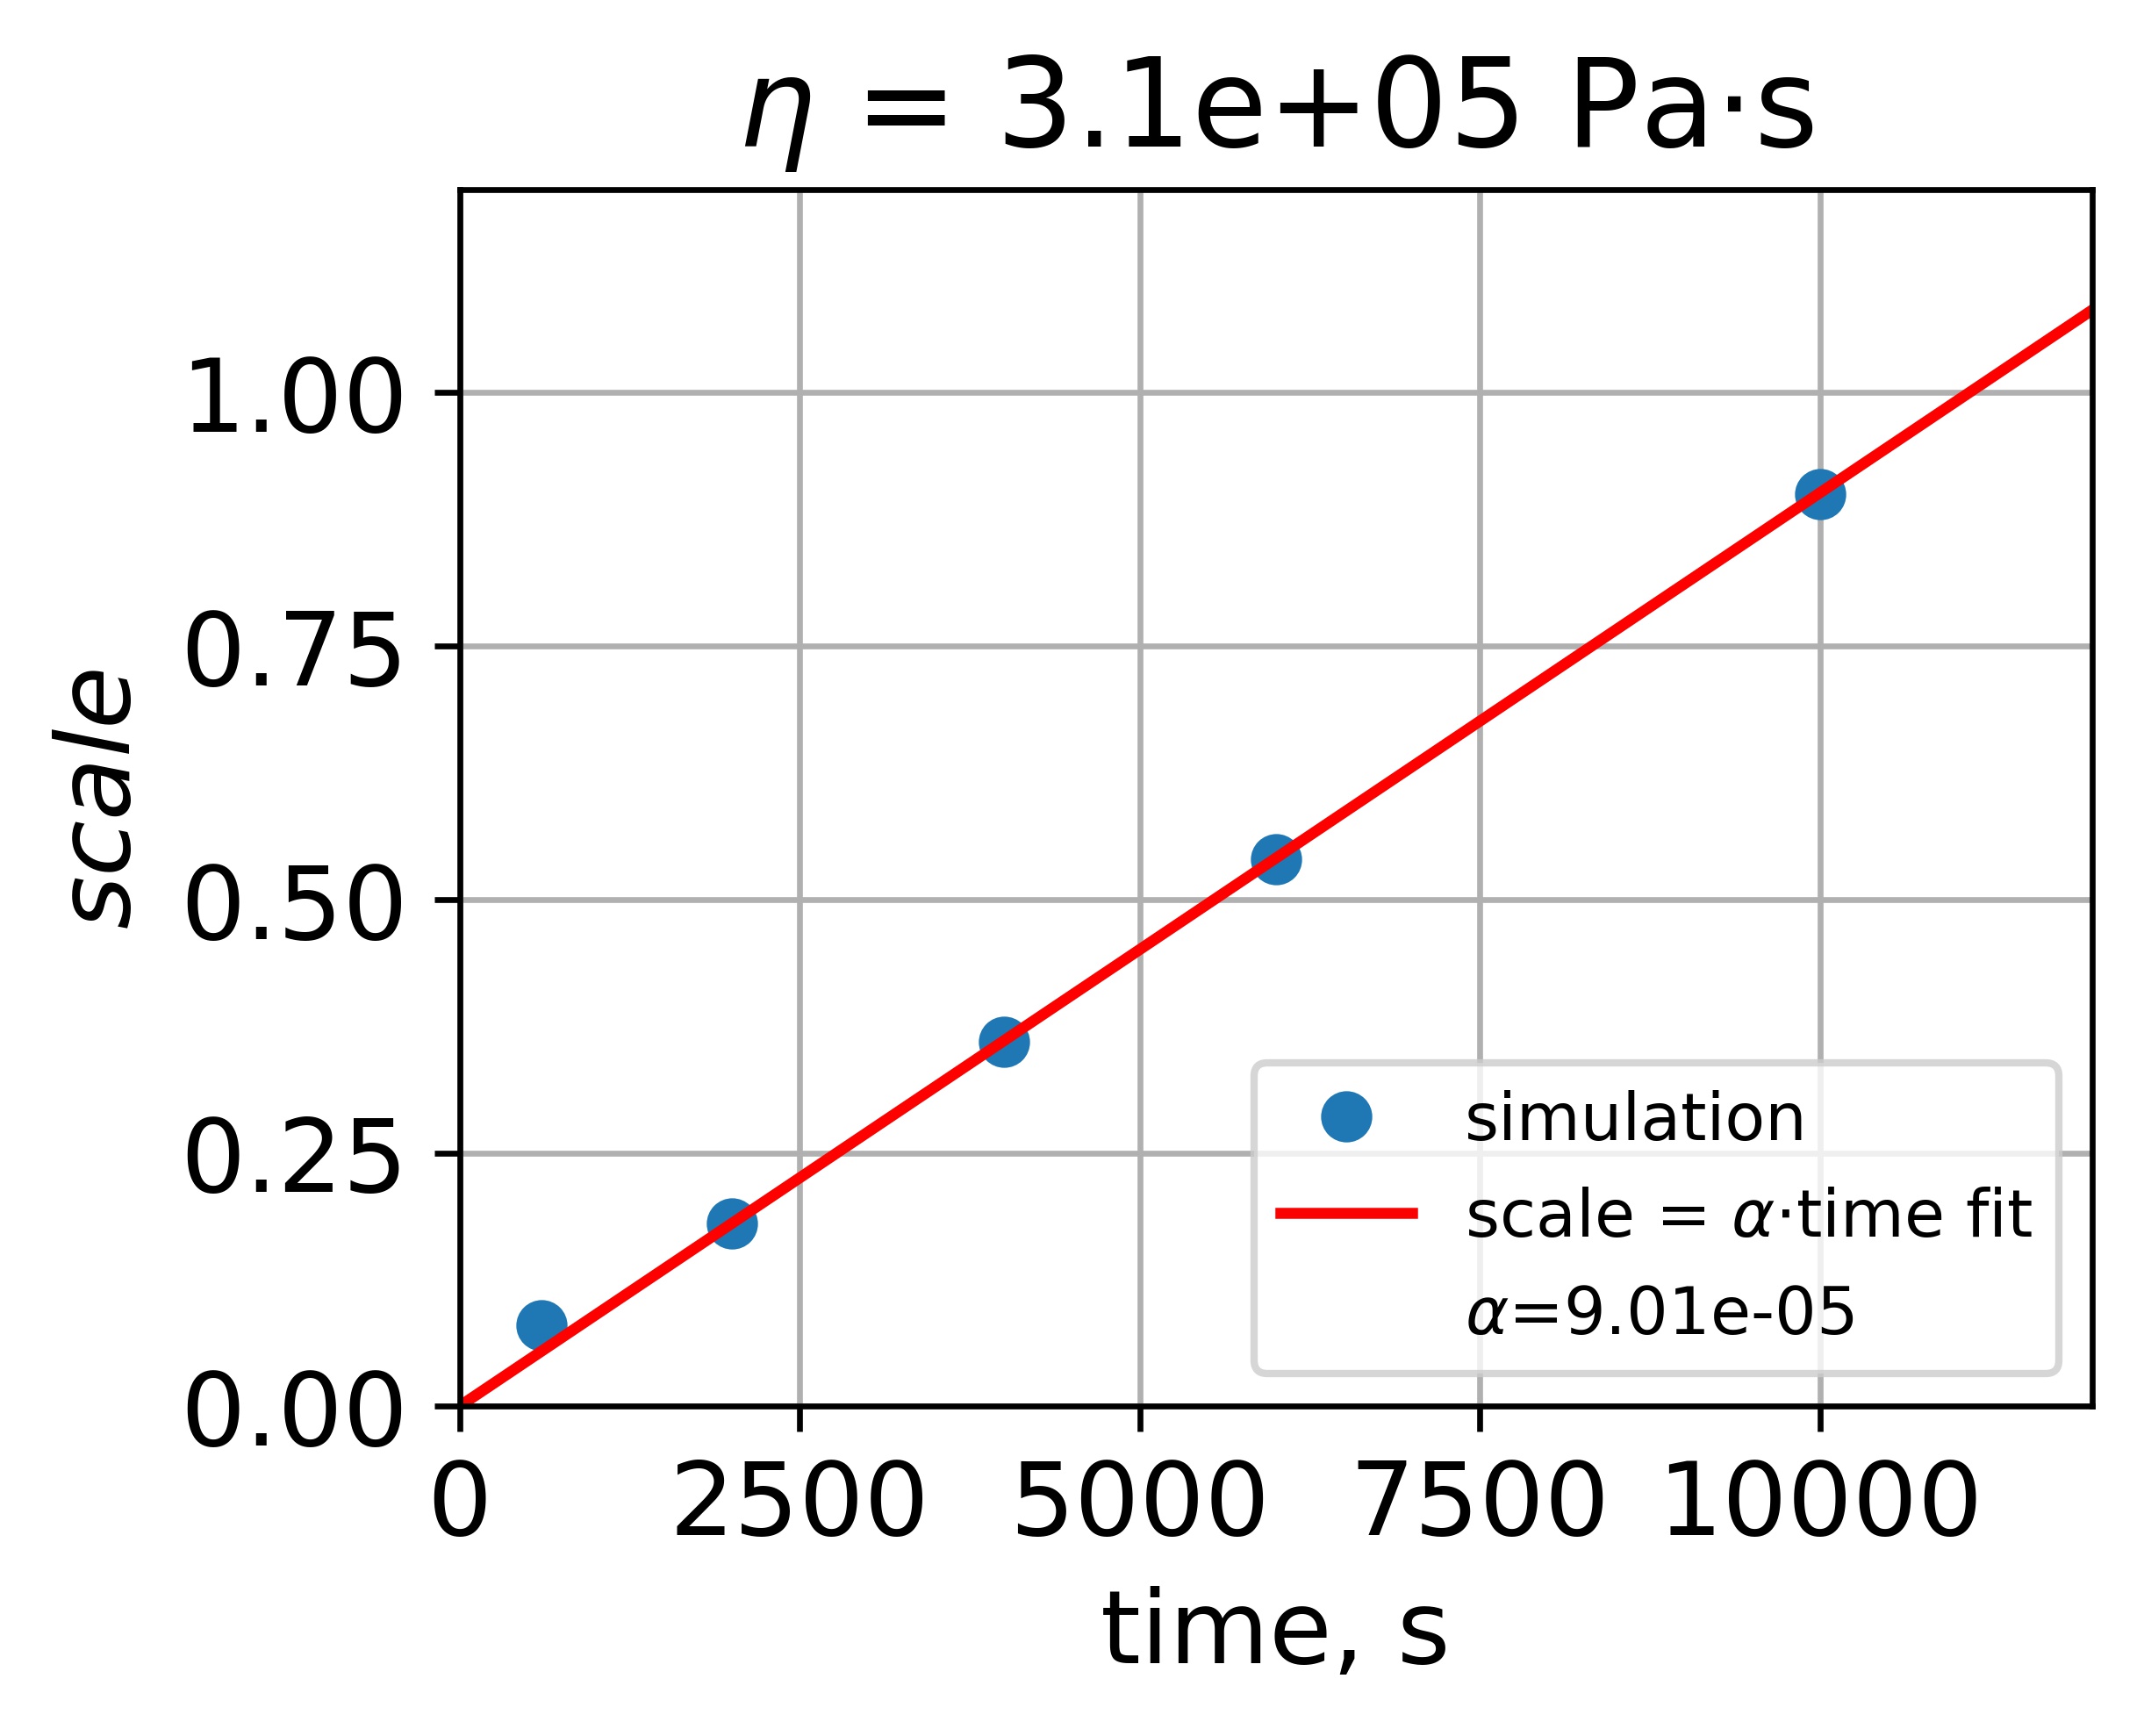 η = 3.1e+05 Pa·s
scale
1.00
0.75
0.50
0.25
0.00
simulation
scale = α·time fit
α=9.01e-05
0 2500 5000 7500 10000
time, s